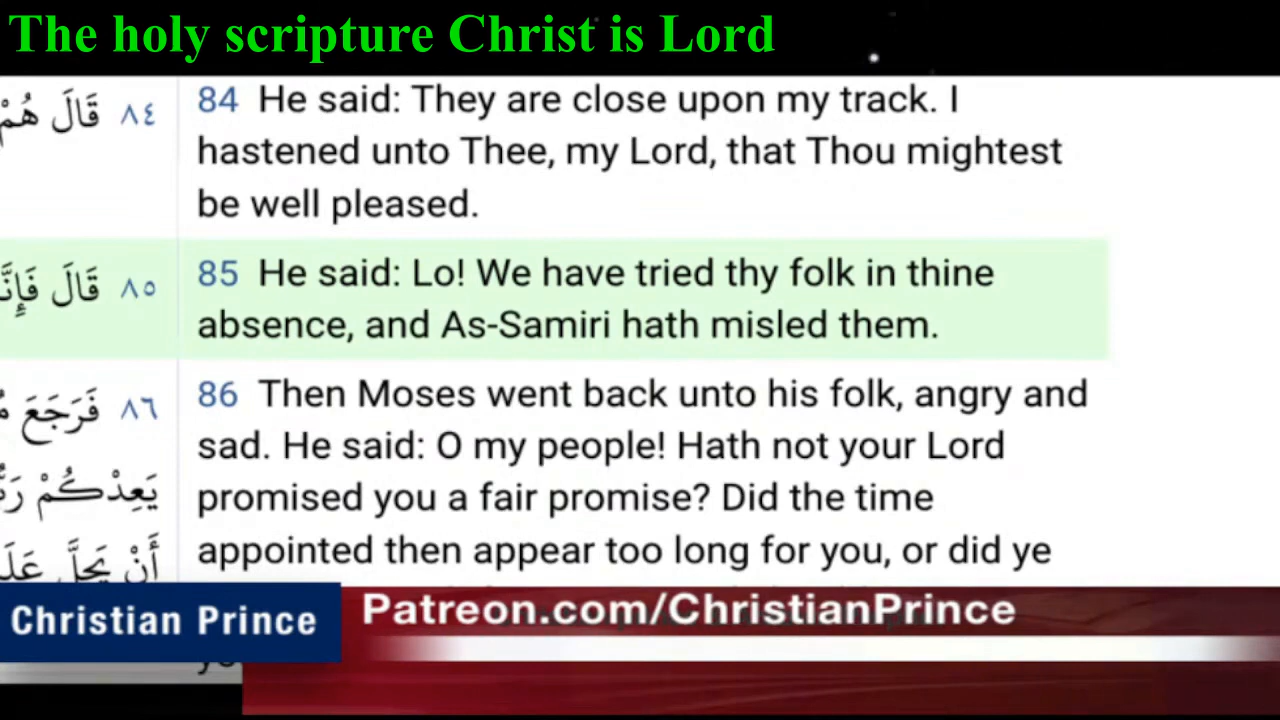 The holy scripture Christ is Lord
84 He said: They are close upon my track. I
hastened unto Thee, my Lord, that Thou mightest
be well pleased.
٨٤ قَالَ هُمْ
85 He said: Lo! We have tried thy folk in thine
absence, and As-Samiri hath misled them.
٨٥ قَالَ فَإِنَّ
86 Then Moses went back unto his folk, angry and
sad. He said: O my people! Hath not your Lord
promised you a fair promise? Did the time
appointed then appear too long for you, or did ye
٨٦ فَرَجَعَ
يَعِدْكُمْ
أَنْ يَحِلَّ
Christian Prince
Patreon.com/ChristianPrince